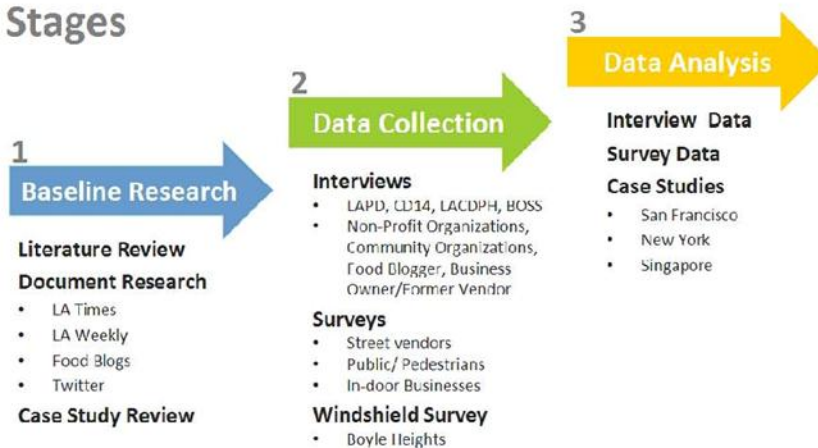 Stages
1
Baseline Research
Literature Review
Document Research
• LA Times
• LA Weekly
• Food Blogs
• Twitter
Case Study Review
2
Data Collection
Interviews
• LAPD, CD14, LACDPH, BOSS
• Non-Profit Organizations,
Community Organizations,
Food Blogger, Business
Owner/Former Vendor
Surveys
• Street vendors
• Public/ Pedestrians
• In-door Businesses
Windshield Survey
• Boyle Heights
3
Data Analysis
Interview Data
Survey Data
Case Studies
• San Francisco
• New York
• Singapore